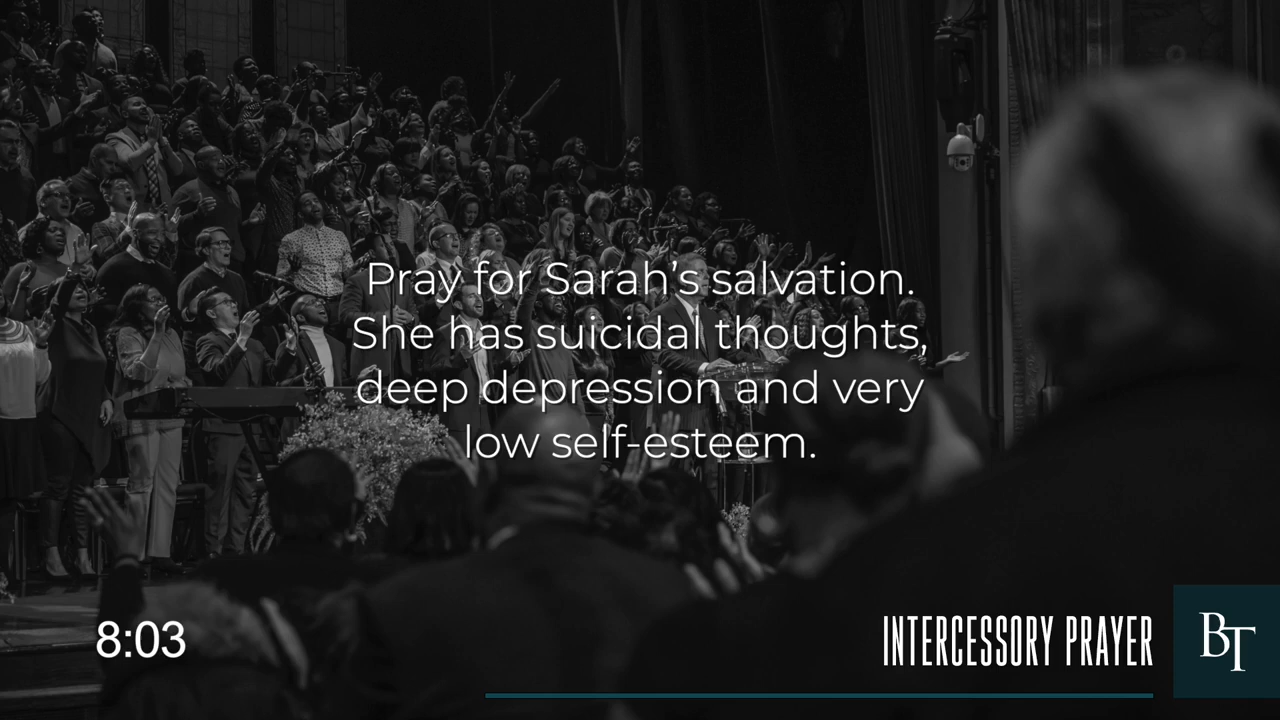 Pray for Sarah’s salvation.
She has suicidal thoughts,
deep depression and very
low self-esteem.
8:03
INTERCESSORY PRAYER
BT